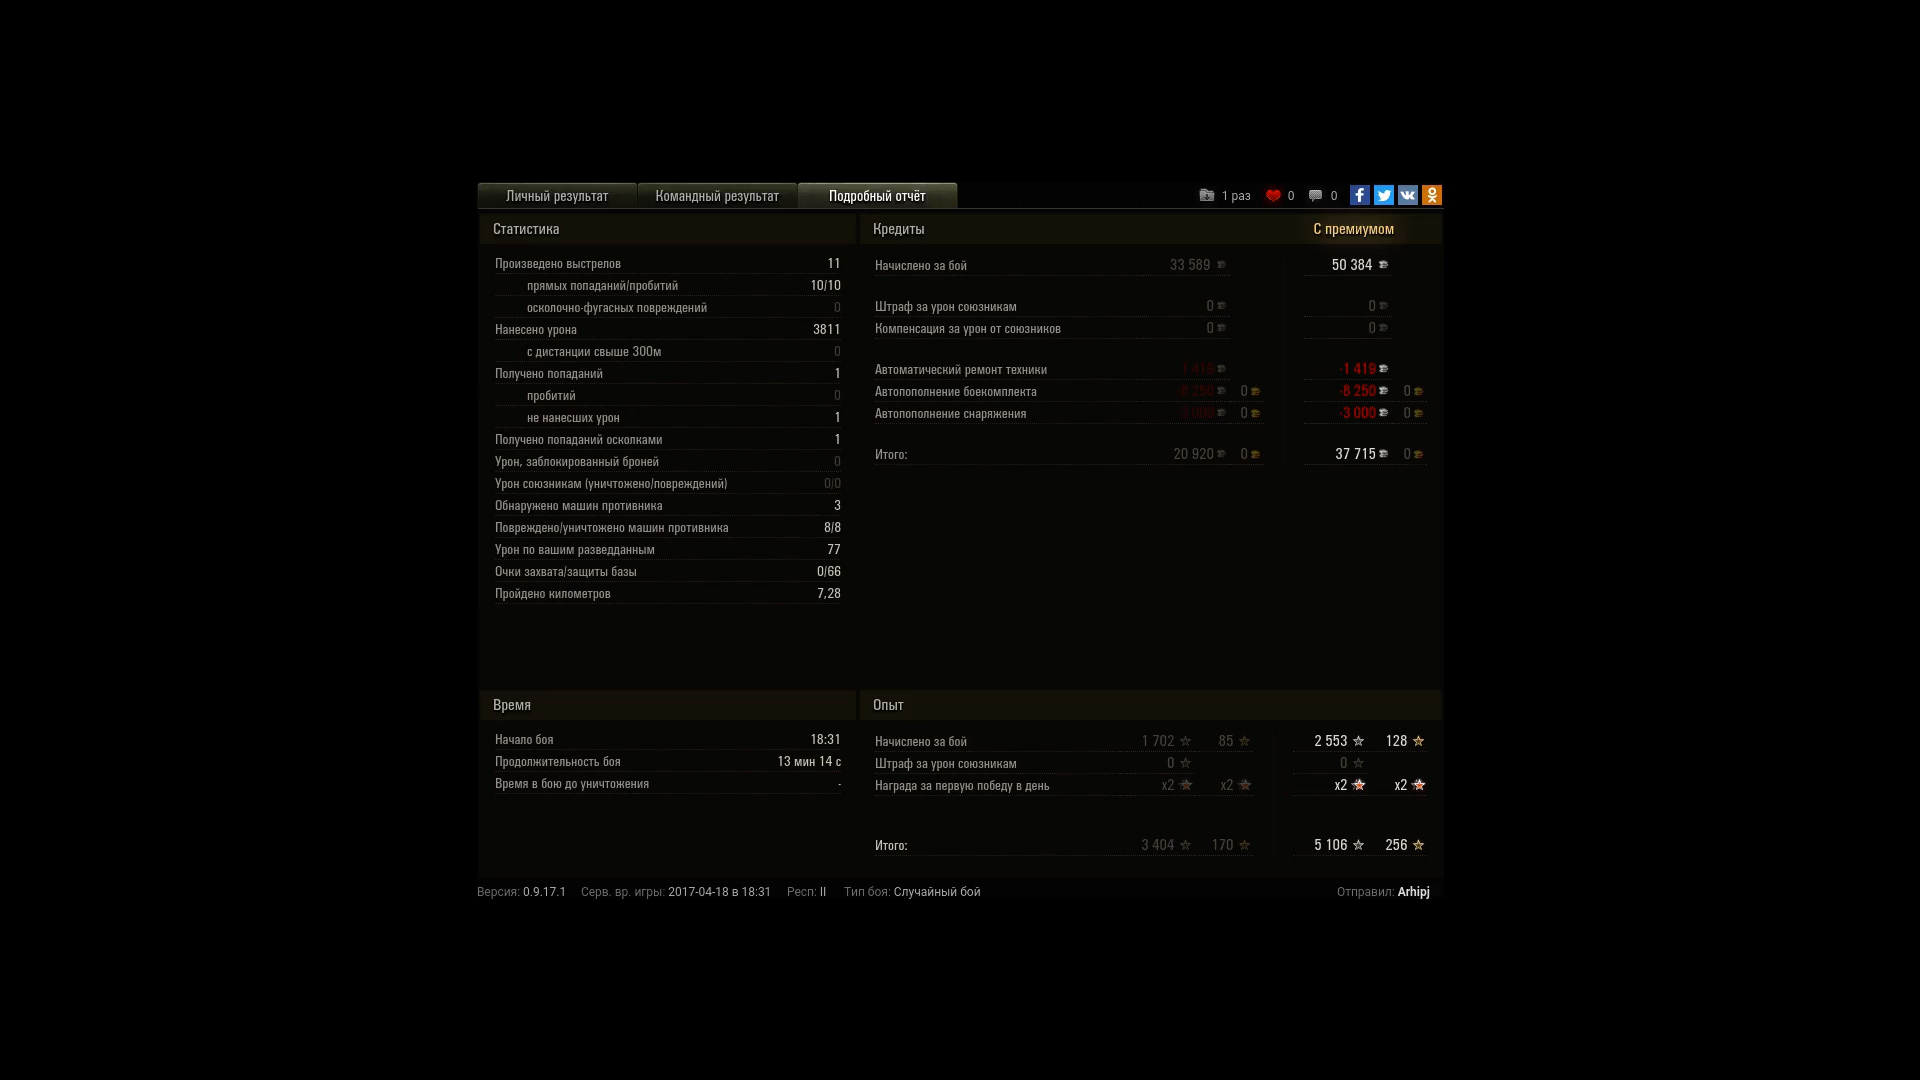 Личный результат Командный результат Подробный отчёт 1 раз 0 0
Статистика
Произведено выстрелов 11
прямых попаданий/пробитий 10/10
осколочно-фугасных повреждений 0
Нанесено урона 3811
с дистанции свыше 300м 0
Получено попаданий 1
пробитий 0
не нанесших урон 1
Получено попаданий осколками 1
Урон, заблокированный броней 0
Урон союзникам (уничтожено/повреждений) 0/0
Обнаружено машин противника 3
Повреждено/уничтожено машин противника 8/8
Урон по вашим разведданным 77
Очки захвата/защиты базы 0/66
Пройдено километров 7,28
Кредиты С премиумом
Начислено за бой 33 589 50 384
Штраф за урон союзникам 0 0
Компенсация за урон от союзников 0 0
Автоматический ремонт техники -1 419 -1 419
Автопополнение боекомплекта -8 250 0 -8 250 0
Автопополнение снаряжения -3 000 0 -3 000 0
Итого: 20 920 0 37 715 0
Время
Начало боя 18:31
Продолжительность боя 13 мин 14 с
Время в бою до уничтожения -
Опыт
Начислено за бой 1 702 85 2 553 128
Штраф за урон союзникам 0 0
Награда за первую победу в день x2 x2 x2 x2
Итого: 3 404 170 5 106 256
Версия: 0.9.17.1 Серв. вр. игры: 2017-04-18 в 18:31 Респ: II Тип боя: Случайный бой Отправил: Arhipj